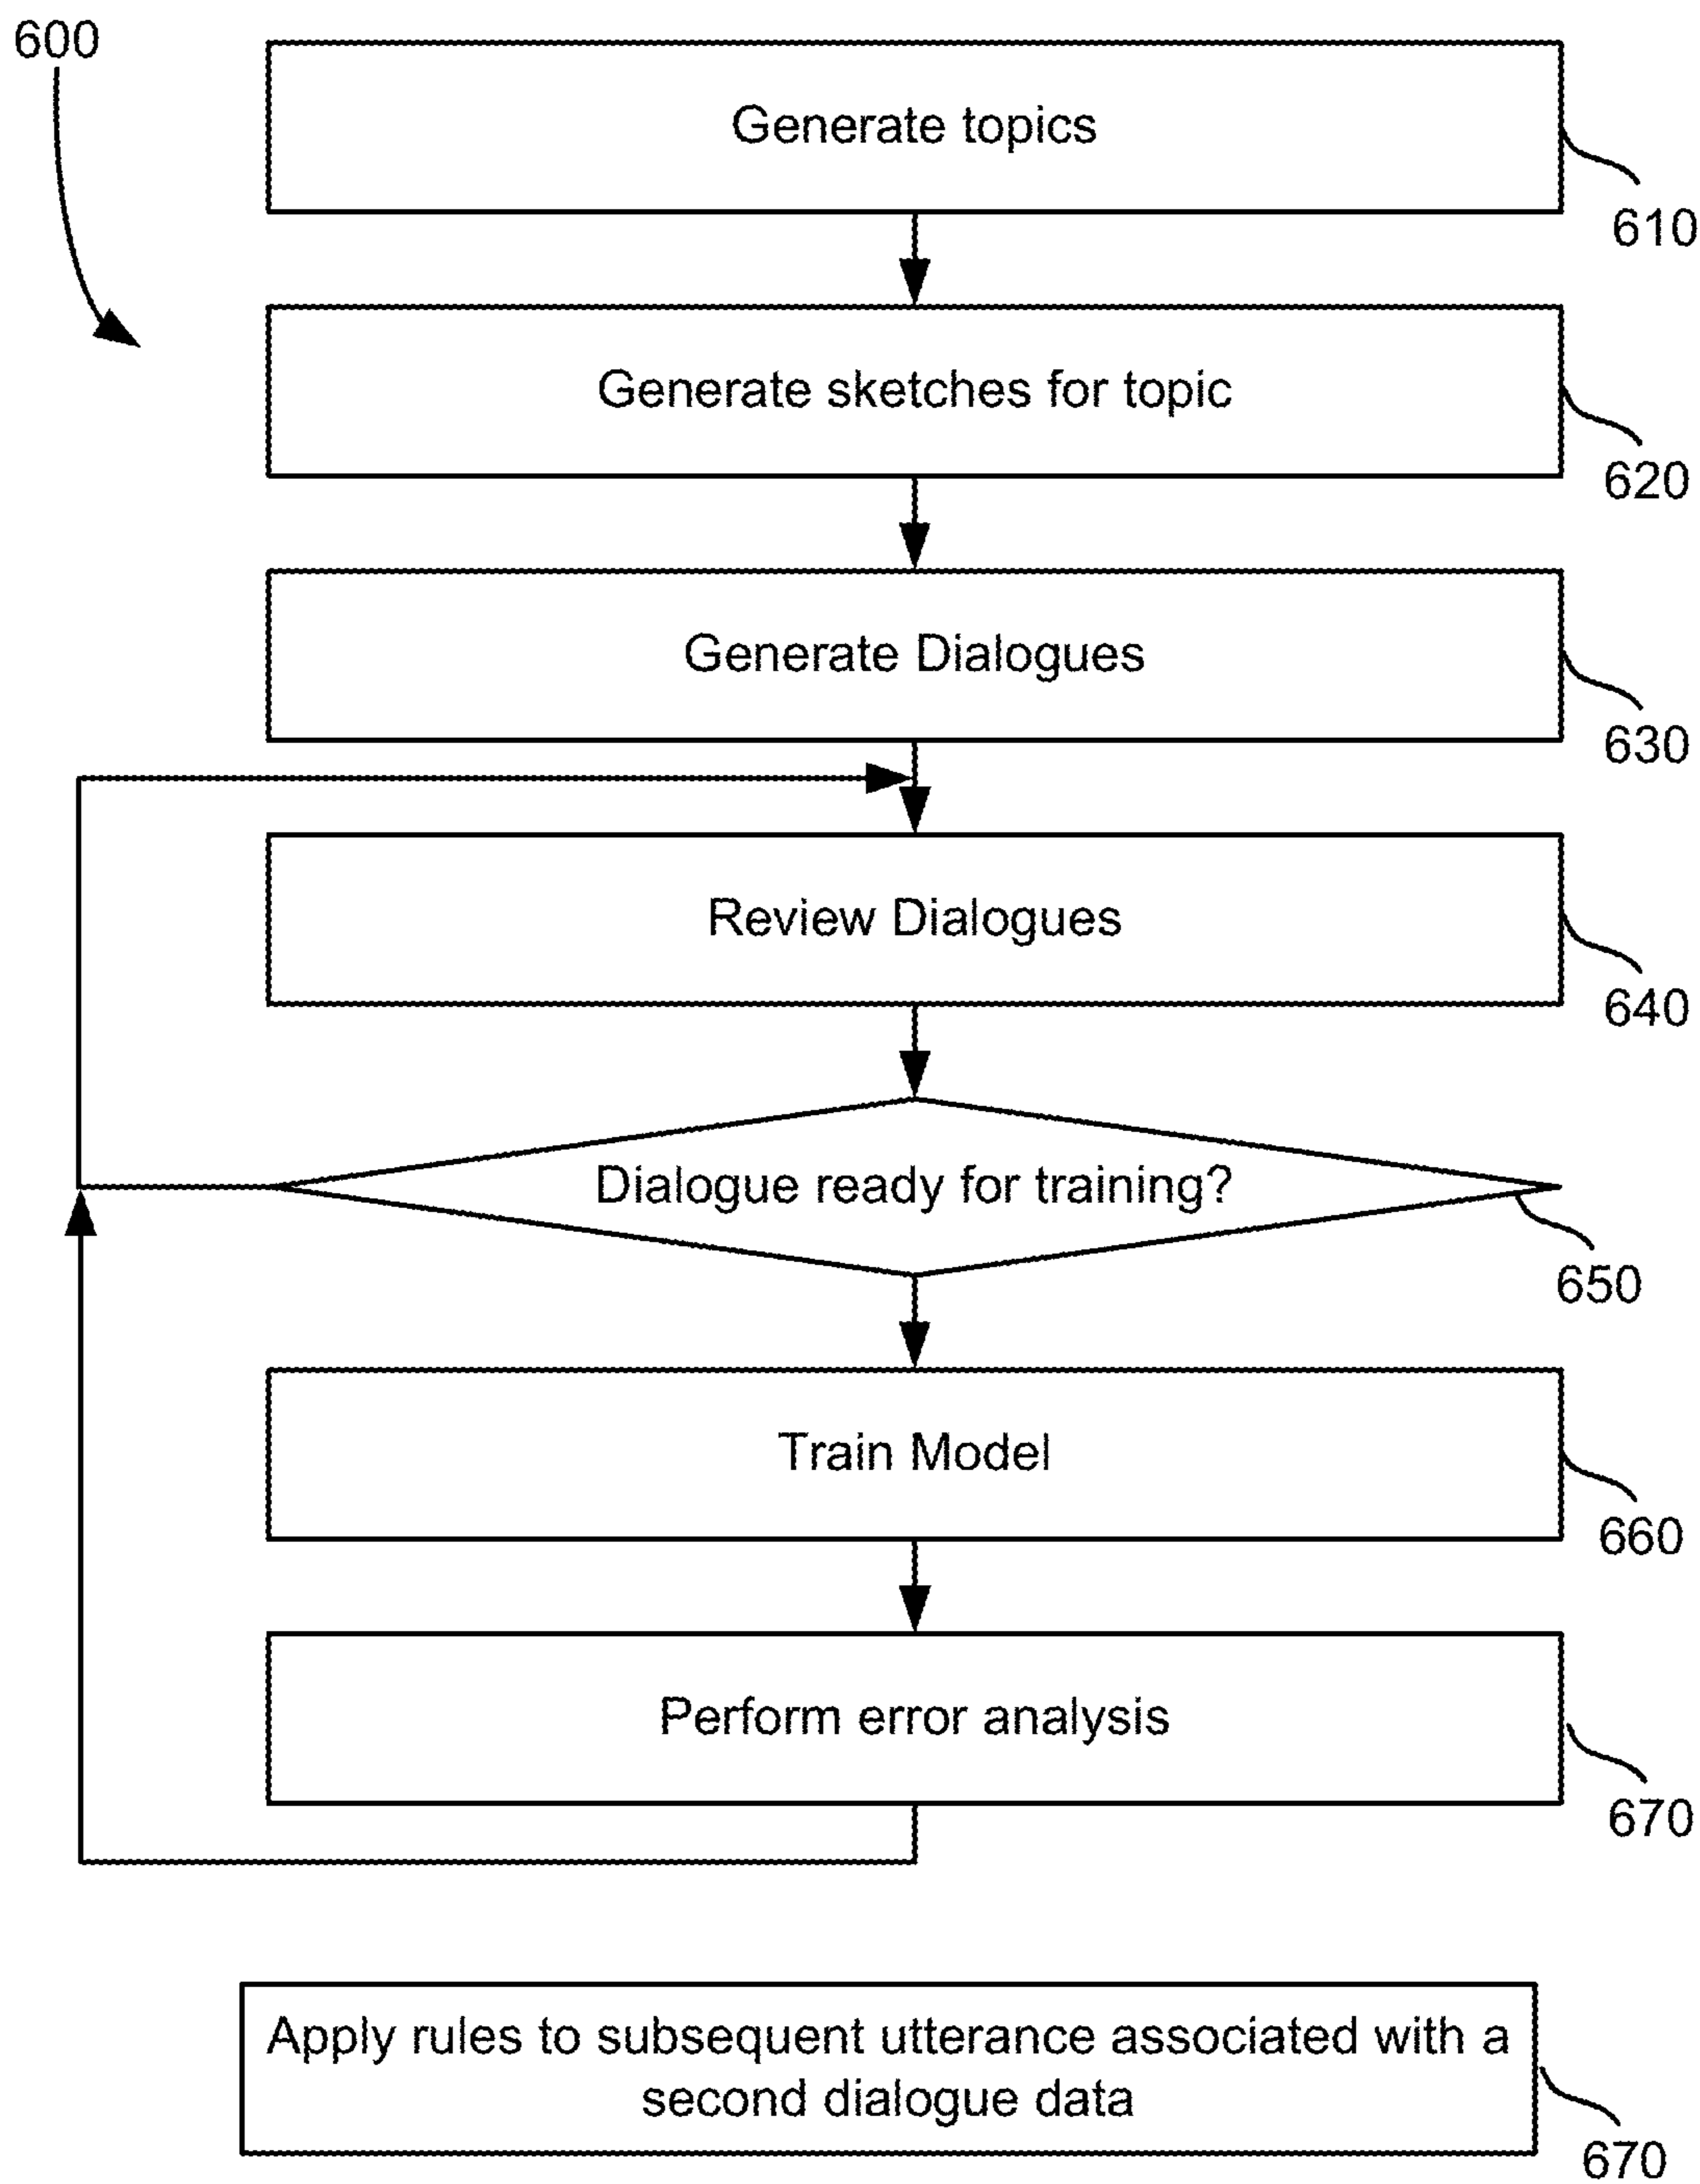 600
Generate topics
610
Generate sketches for topic
620
Generate Dialogues
630
Review Dialogues
640
Dialogue ready for training?
650
Train Model
660
Perform error analysis
670
Apply rules to subsequent utterance associated with a
second dialogue data
670